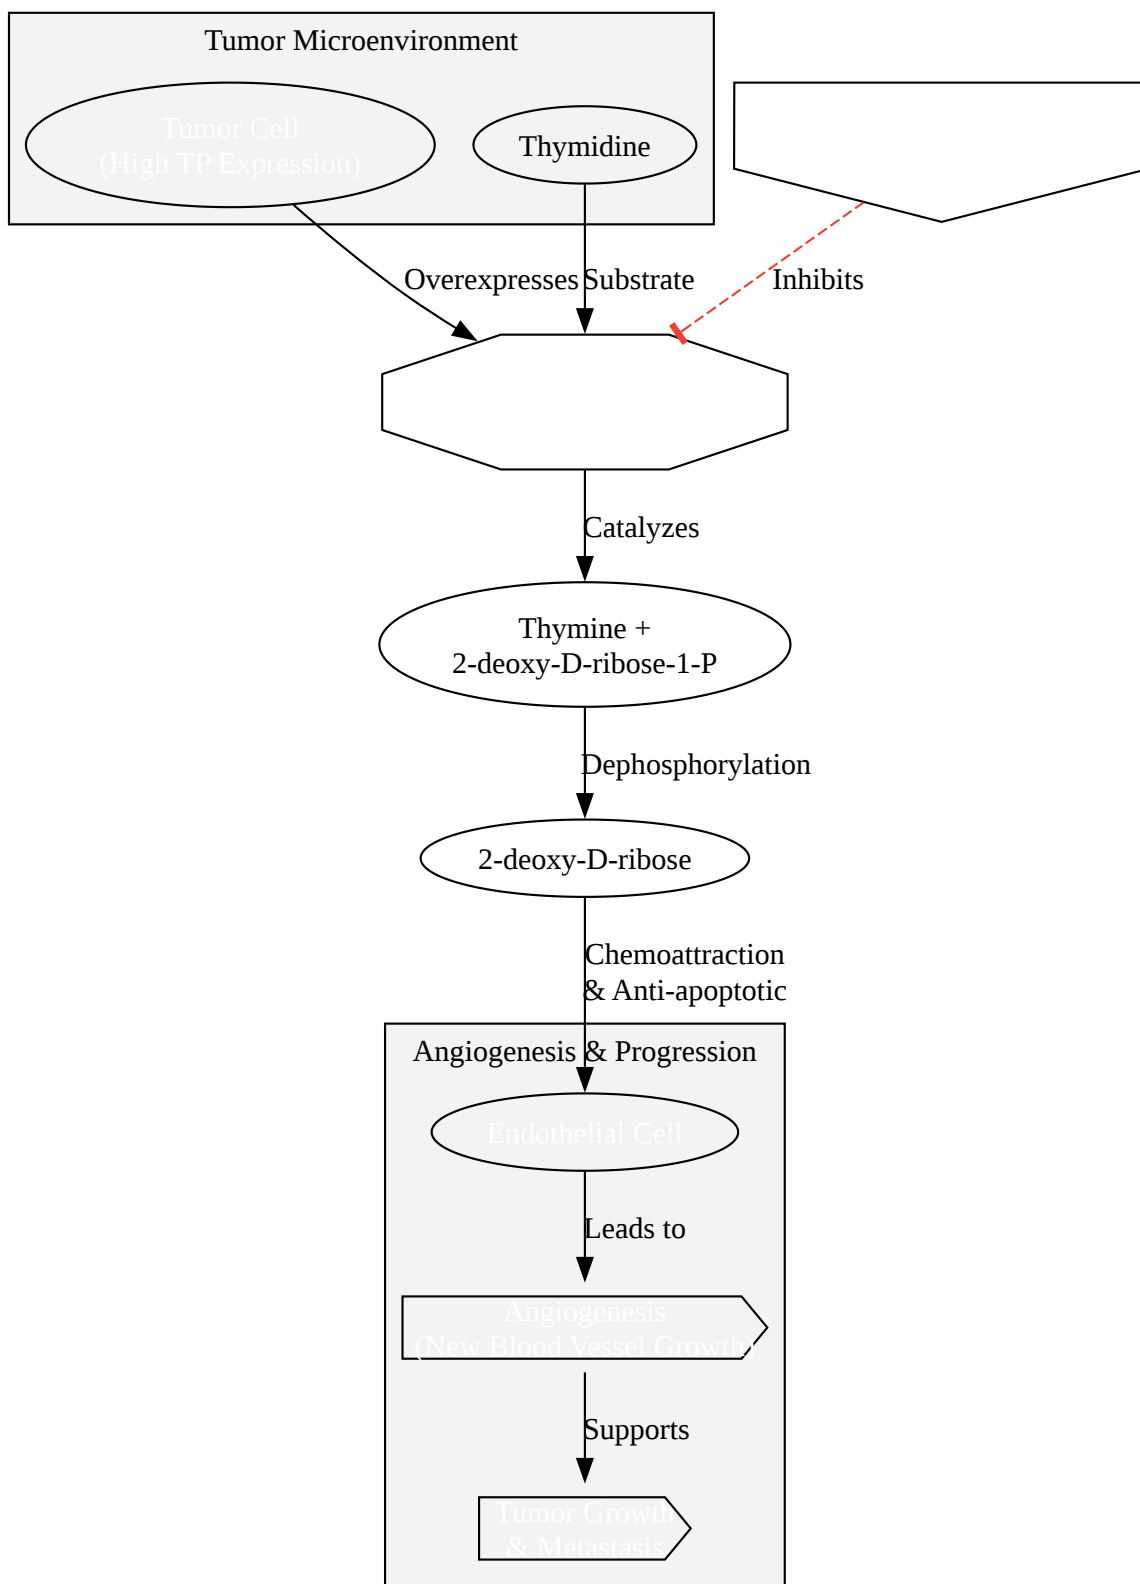 Tumor Microenvironment
Tumor Cell
(High TP Expression)
Thymidine
Overexpresses
Substrate
Inhibits
Catalyzes
Thymine +
2-deoxy-D-ribose-1-P
Dephosphorylation
2-deoxy-D-ribose
Chemoattraction
& Anti-apoptotic
Angiogenesis & Progression
Endothelial Cell
Leads to
Angiogenesis
(New Blood Vessel Growth)
Supports
Tumor Growth
& Metastasis